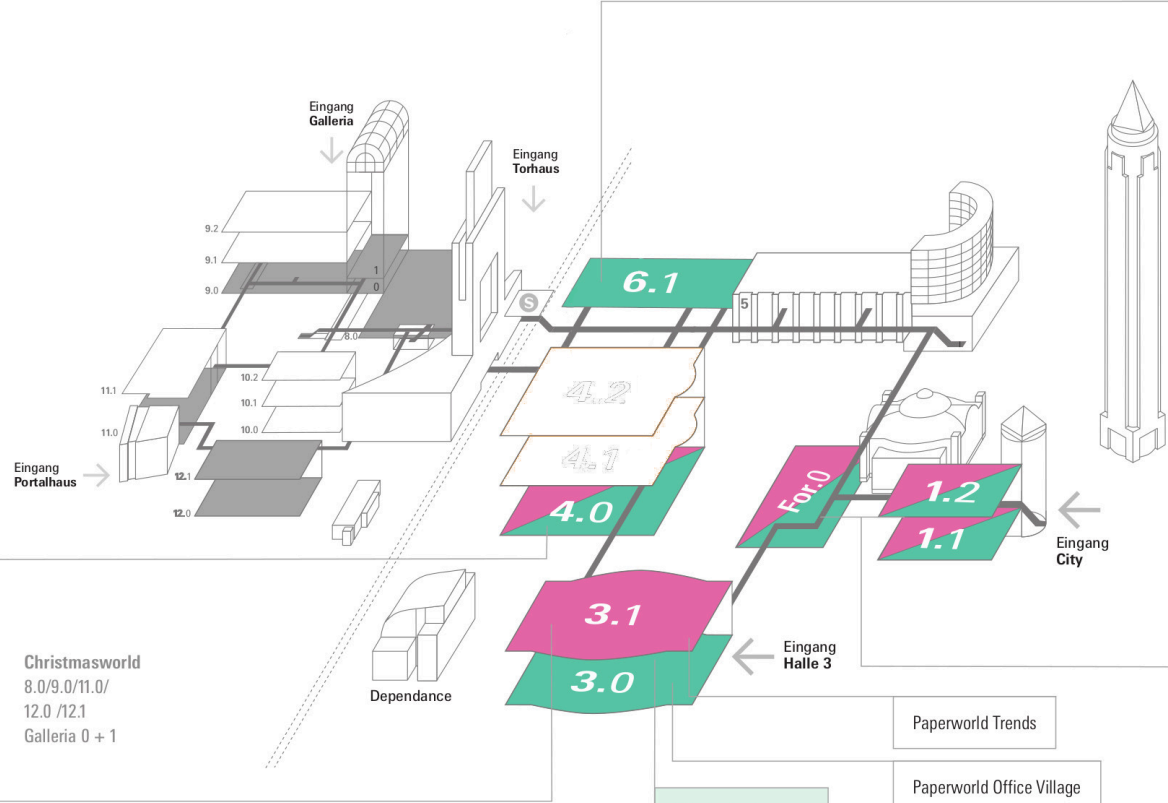 Eingang
Galleria
Eingang
Torhaus
9.2
9.1
9.0
1
0
8.0
S
6.1
5
11.1
11.0
10.2
10.1
10.0
4.2
4.1
4.0
Eingang
Portalhaus
12.1
12.0
For.0
1.2
1.1
Eingang
City
3.1
3.0
Eingang
Halle 3
Dependance
Christmasworld
8.0/9.0/11.0/
12.0 /12.1
Galleria 0 + 1
Paperworld Trends
Paperworld Office Village